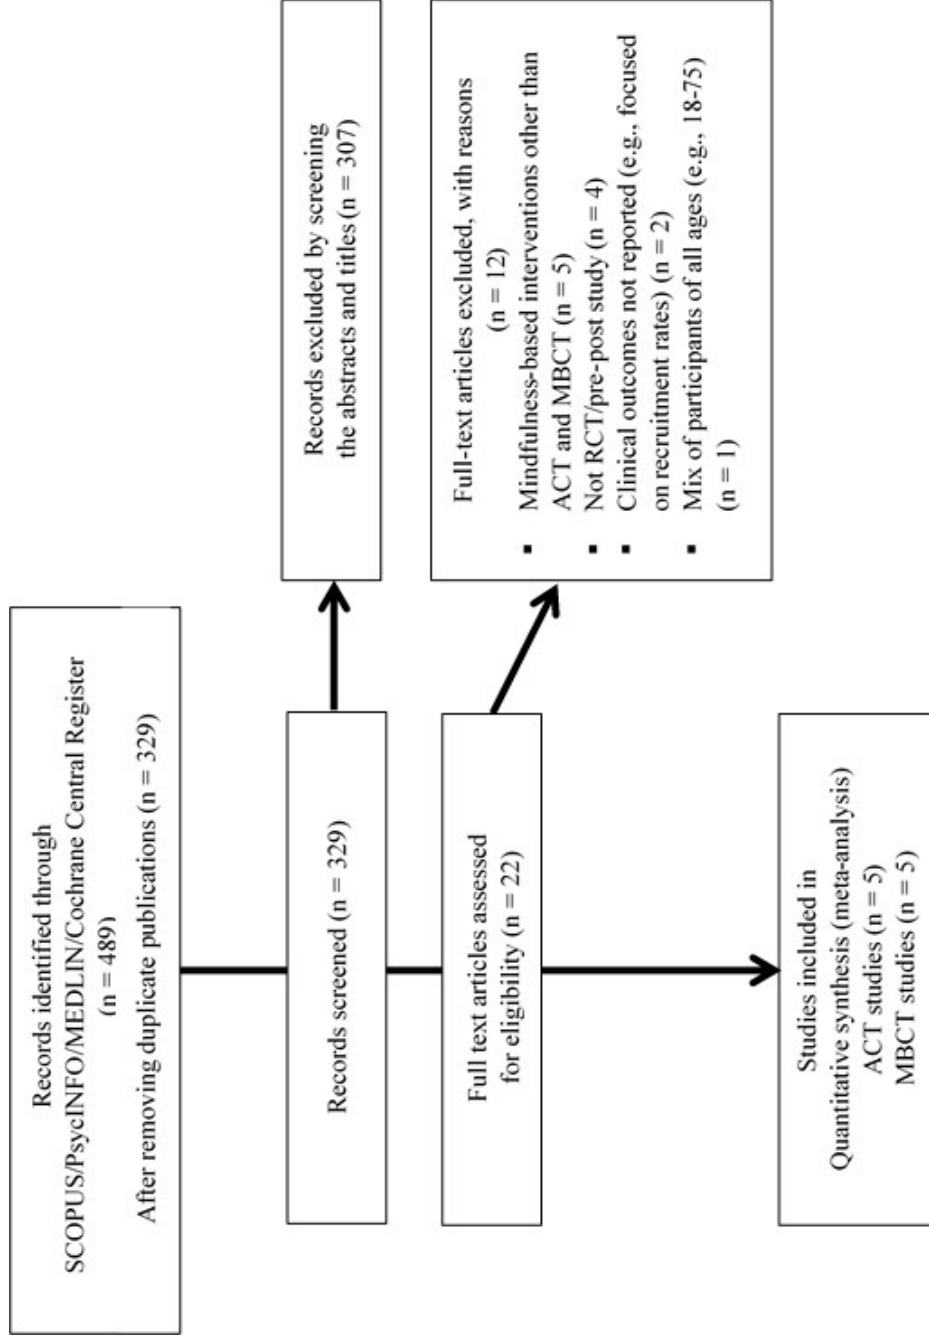 Records identified through
SCOPUS/PsycINFO/MEDLIN/Cochrane Central Register
(n = 489)
After removing duplicate publications (n = 329)
Records screened (n = 329)
Records excluded by screening
the abstracts and titles (n = 307)
Full text articles assessed
for eligibility (n = 22)
Full-text articles excluded, with reasons
(n = 12)
▪ Mindfulness-based interventions other than
ACT and MBCT (n = 5)
▪ Not RCT/pre-post study (n = 4)
▪ Clinical outcomes not reported (e.g., focused
on recruitment rates) (n = 2)
▪ Mix of participants of all ages (e.g., 18-75)
(n = 1)
Studies included in
Quantitative synthesis (meta-analysis)
ACT studies (n = 5)
MBCT studies (n = 5)